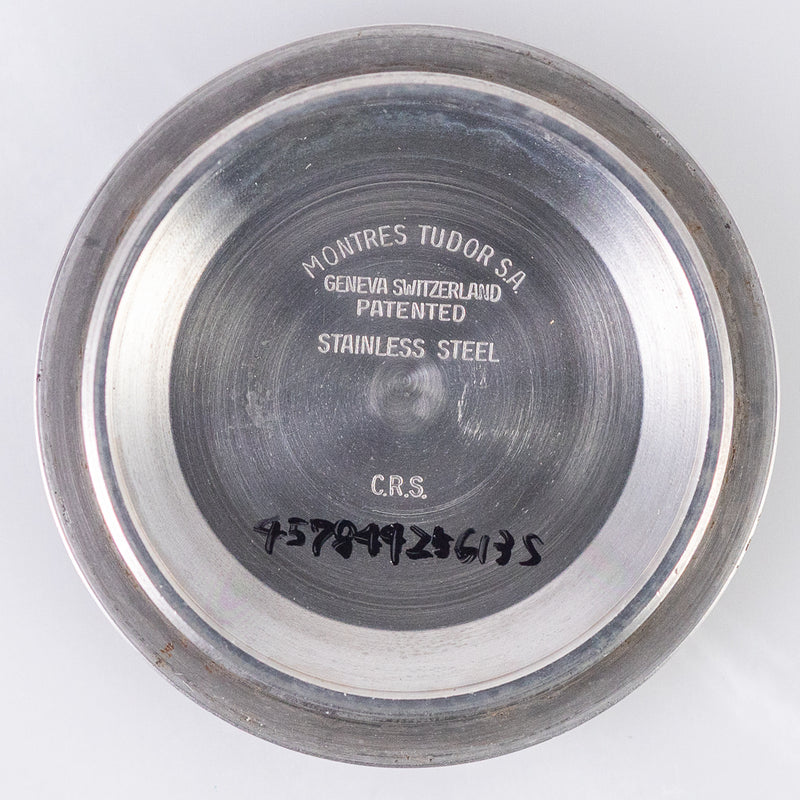 MONTRES TUDOR S.A.
GENEVA SWITZERLAND
PATENTED
STAINLESS STEEL
C.R.S.